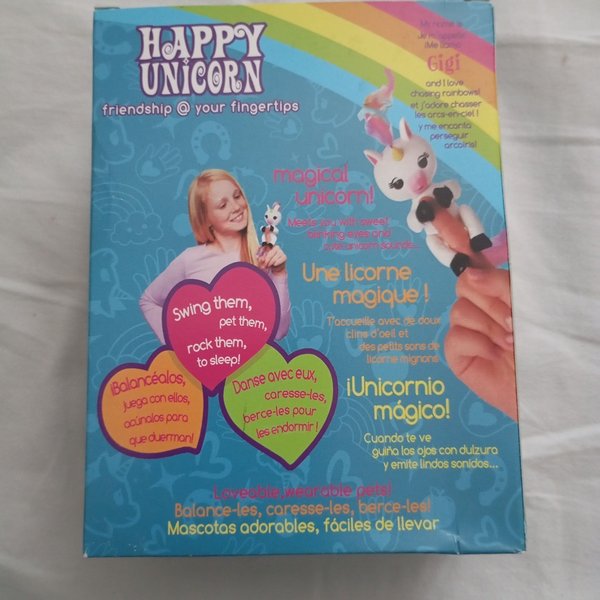 HAPPY
UNICORN
friendship @ your fingertips
My name is
Je m'appelle
¡Me llamo
Gigi
and I love
chasing rainbows!
et j'adore chasser
les arcs-en-ciel !
y me encanta
perseguir
arcoíris!
magical
unicorn!
Meets you with sweet
blinking eyes and
cute unicorn sounds...
Une licorne
magique !
T'accueille avec de doux
clins d'oeil et
des petits sons de
licorne mignons
¡Unicornio
mágico!
Cuando te ve
guiña los ojos con dulzura
y emite lindos sonidos...
Swing them,
pet them,
rock them,
to sleep!
¡Balancéalos,
juega con ellos,
acúnalos para
que duerman!
Danse avec eux,
caresse-les,
berce-les pour
les endormir !
Loveable,wearable pets!
Balance-les, caresse-les, berce-les!
Mascotas adorables, fáciles de llevar